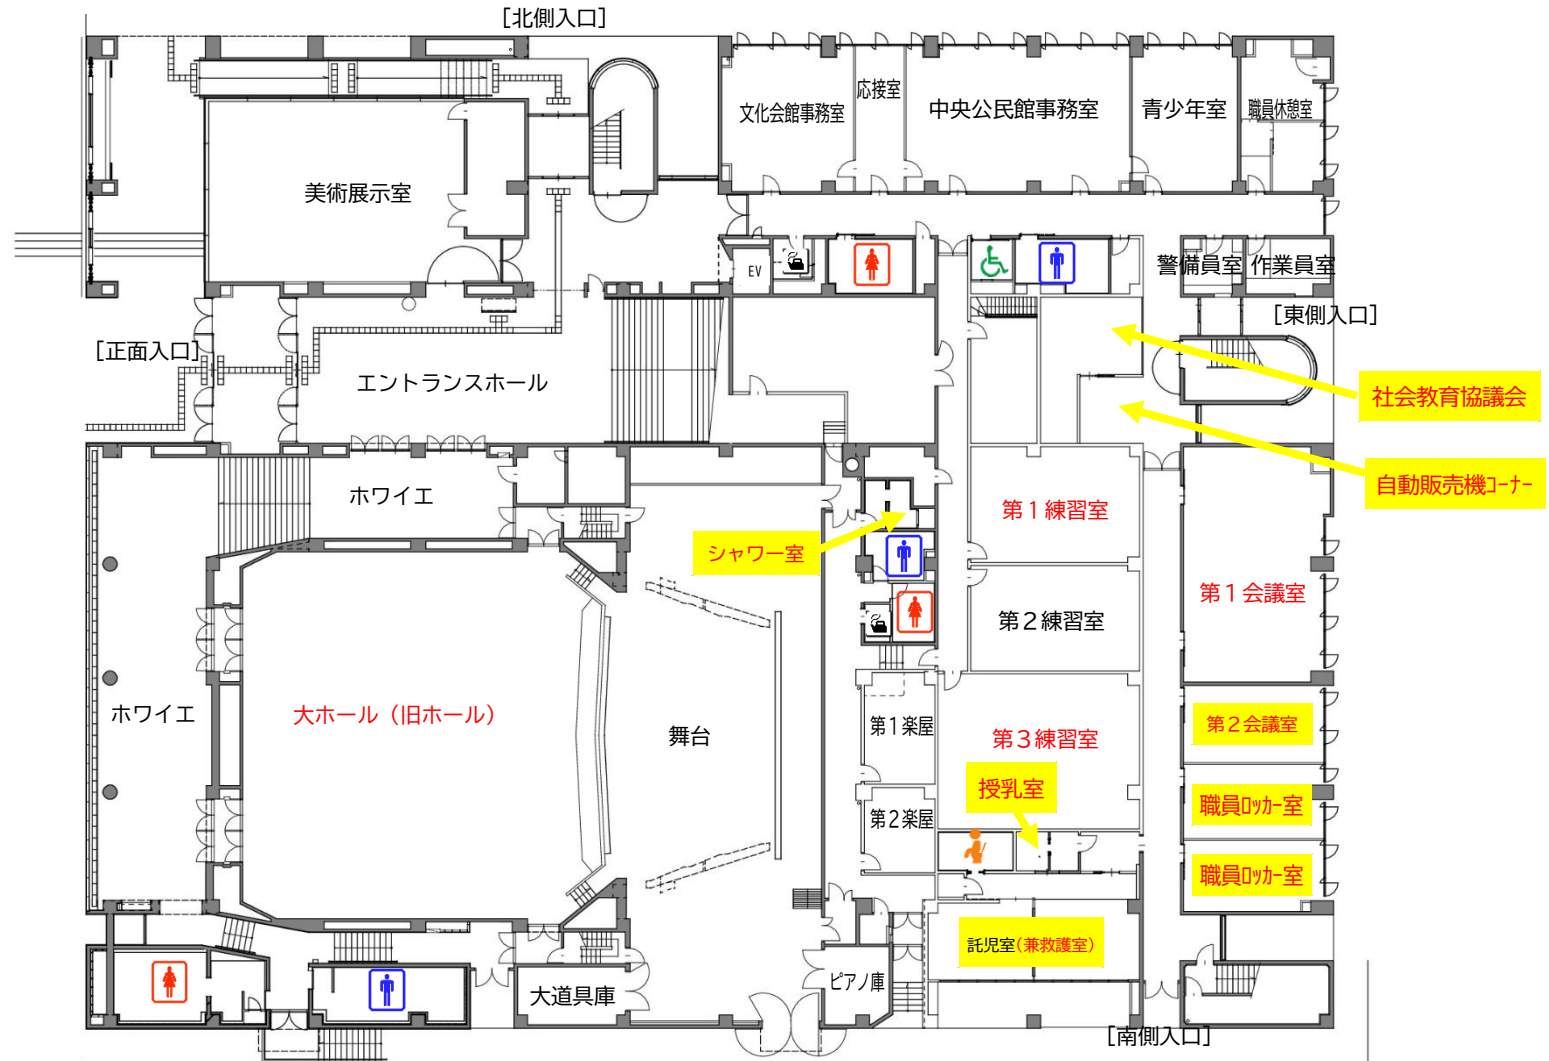 [北側入口]
応接室
文化会館事務室
中央公民館事務室
青少年室
職員休憩室
美術展示室
EV
警備員室
作業員室
[東側入口]
[正面入口]
エントランスホール
社会教育協議会
自動販売機ｺｰﾅｰ
ホワイエ
第１練習室
シャワー室
第１会議室
第２練習室
ホワイエ
大ホール（旧ホール）
舞台
第１楽屋
第３練習室
第２会議室
授乳室
職員ﾛｯｶｰ室
第２楽屋
職員ﾛｯｶｰ室
託児室(兼救護室)
大道具庫
ピアノ庫
[南側入口]